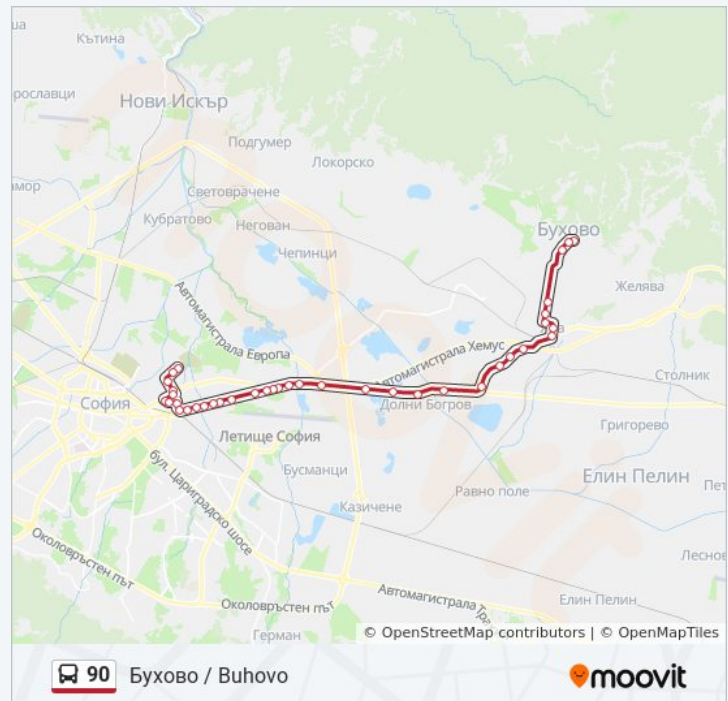 Кътина
Нови Искър
Подгумер
Локорско
Световрачене
Кубратово
Негован
Чепинци
Бухово
Желява
Автомагистрала Европа
Автомагистрала Хемус
Столник
София
Долни Богров
Григорево
Летище София
Бусманци
Елин Пелин
бул. Цариградско шосе
Равно поле
Казичене
Околовръстен път
Околовръстен път
Автомагистрала
Елин Пелин
Герман
© OpenStreetMap contributors | © OpenMapTiles
90 Бухово / Buhovo
moovit